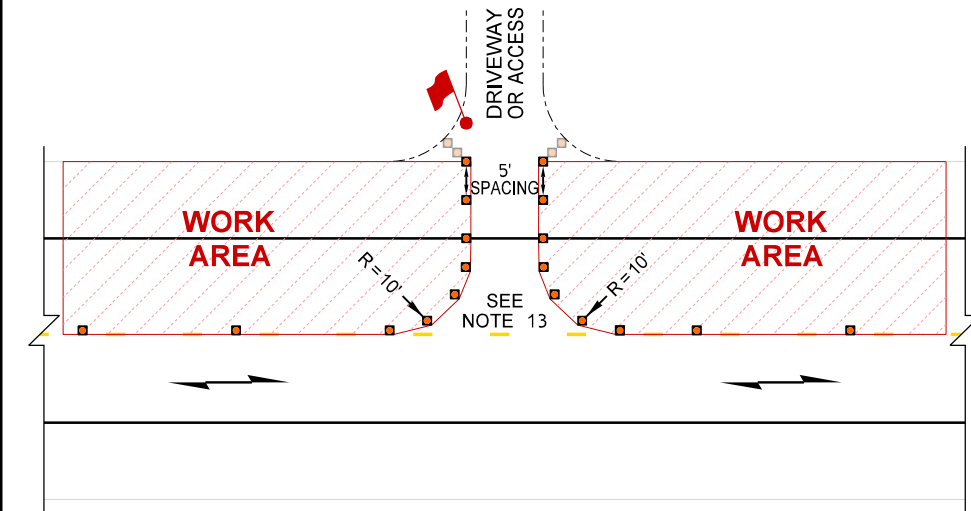 DRIVEWAY
OR ACCESS
5'
SPACING
WORK
AREA
WORK
AREA
R=10'
R=10'
SEE
NOTE 13